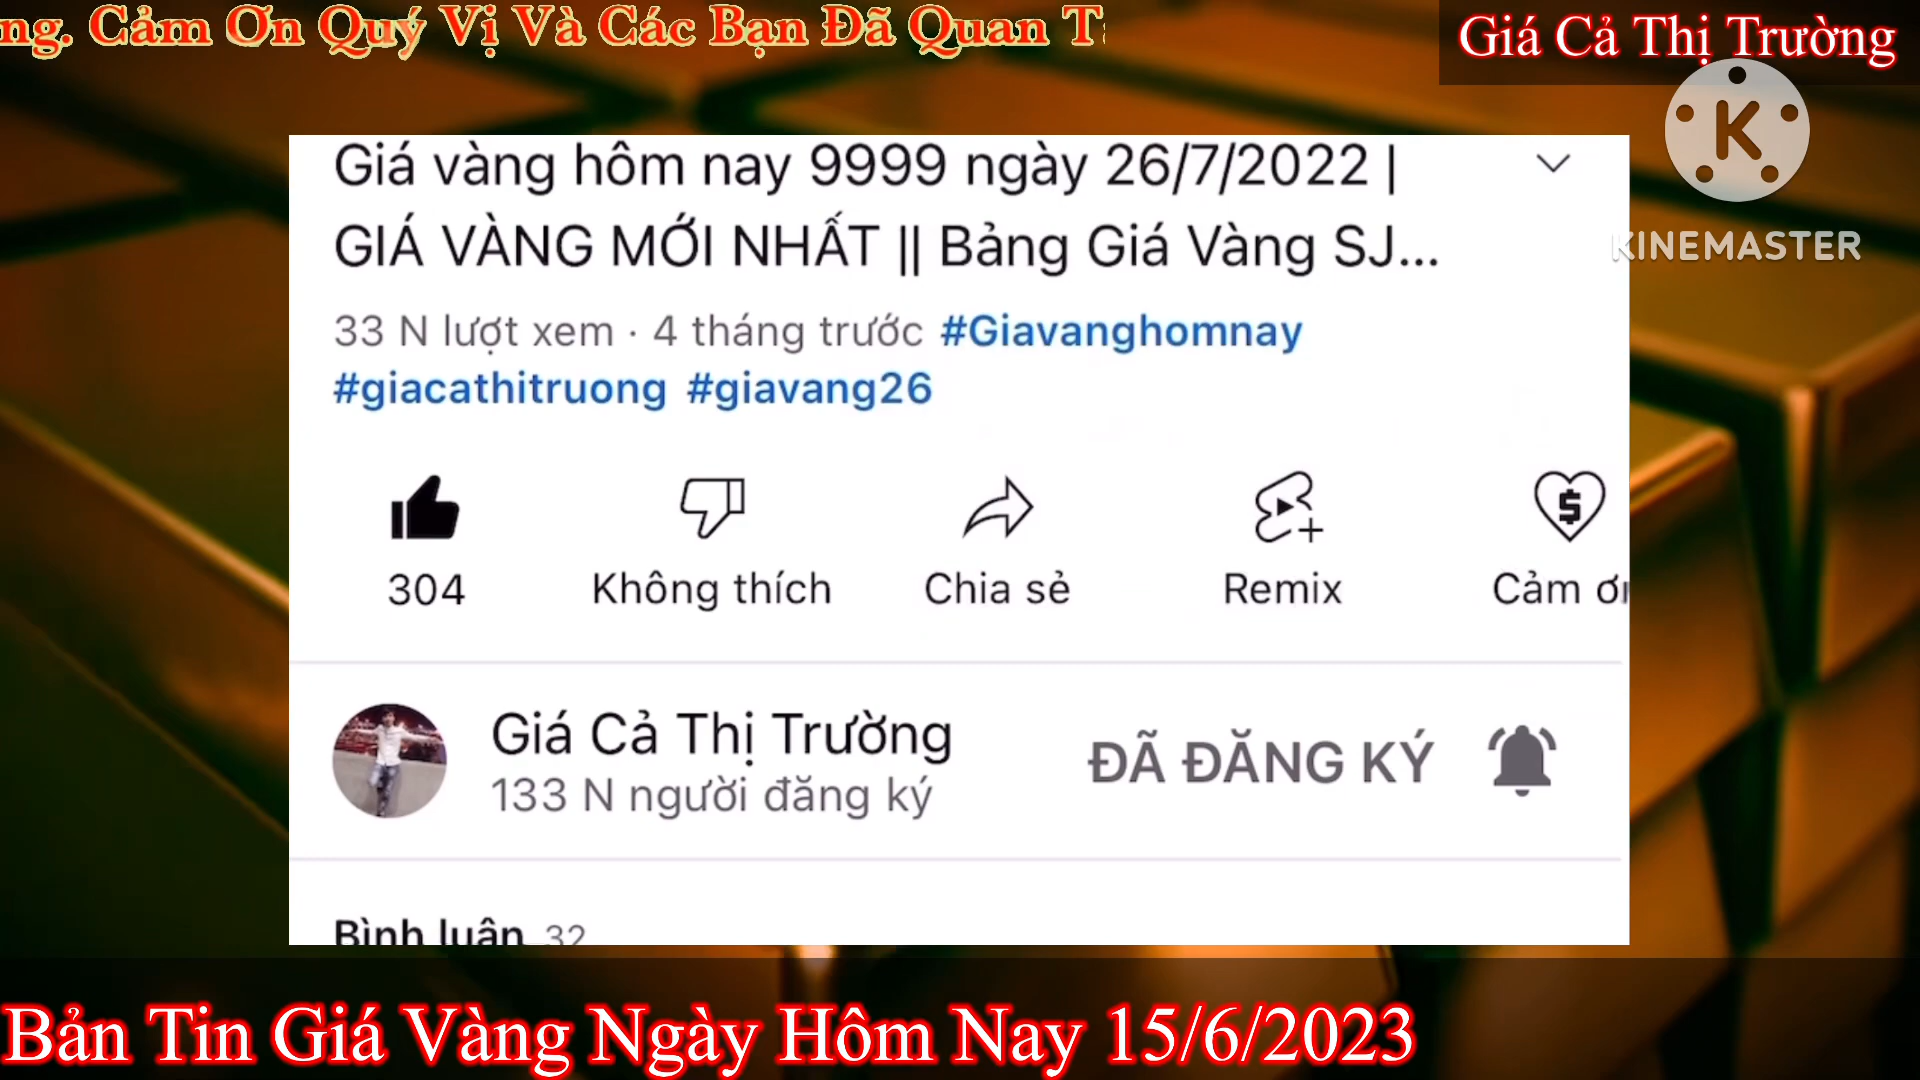 ng. Cảm Ơn Quý Vị Và Các Bạn Đã Quan T
Giá Cả Thị Trường
K
KINEMASTER
Giá vàng hôm nay 9999 ngày 26/7/2022 |
GIÁ VÀNG MỚI NHẤT || Bảng Giá Vàng SJ...
33 N lượt xem · 4 tháng trước #Giavanghomnay
#giacathitruong #giavang26
304 Không thích Chia sẻ Remix Cảm ơn
Giá Cả Thị Trường
133 N người đăng ký
ĐÃ ĐĂNG KÝ
Bình luận 32
Bản Tin Giá Vàng Ngày Hôm Nay 15/6/2023